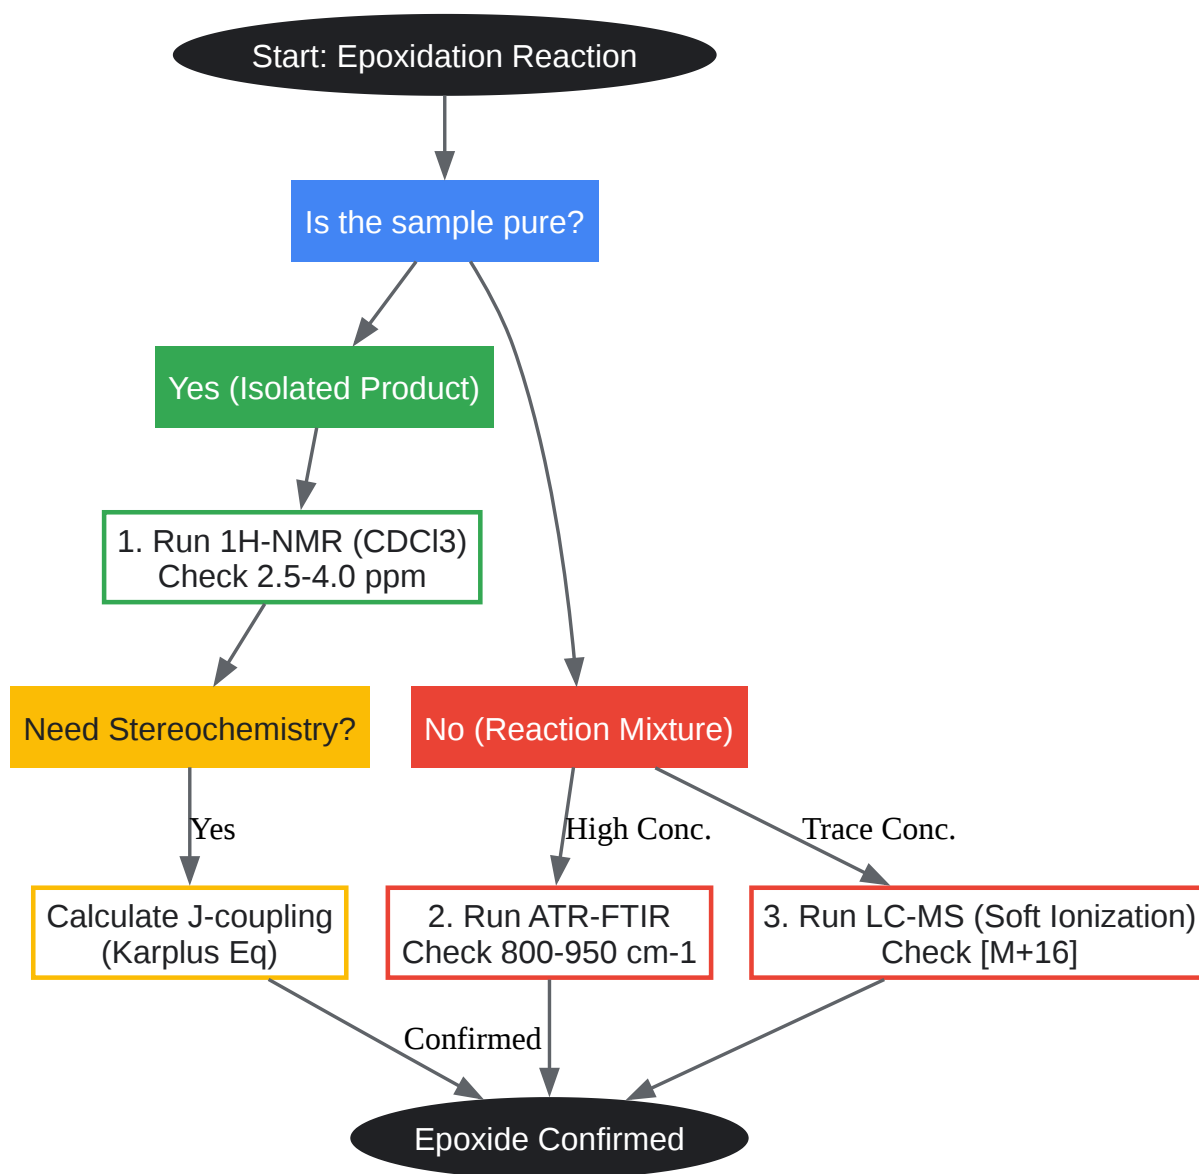 Start: Epoxidation Reaction
Is the sample pure?
Yes (Isolated Product)
1. Run 1H-NMR (CDCl3)
Check 2.5-4.0 ppm
Need Stereochemistry?
No (Reaction Mixture)
Yes
High Conc.
Trace Conc.
Calculate J-coupling
(Karplus Eq)
2. Run ATR-FTIR
Check 800-950 cm-1
3. Run LC-MS (Soft Ionization)
Check [M+16]
Confirmed
Epoxide Confirmed